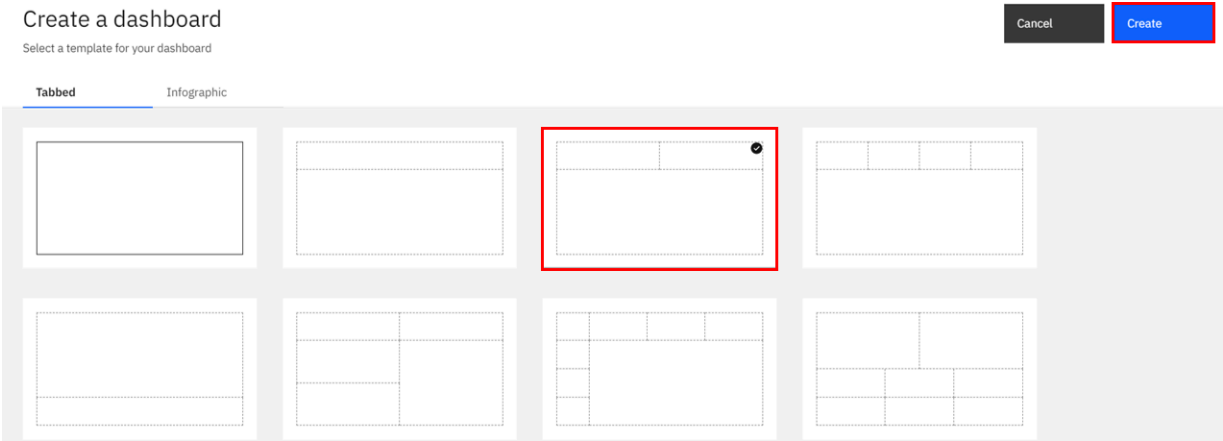 Create a dashboard
Cancel
Create
Select a template for your dashboard
Tabbed
Infographic